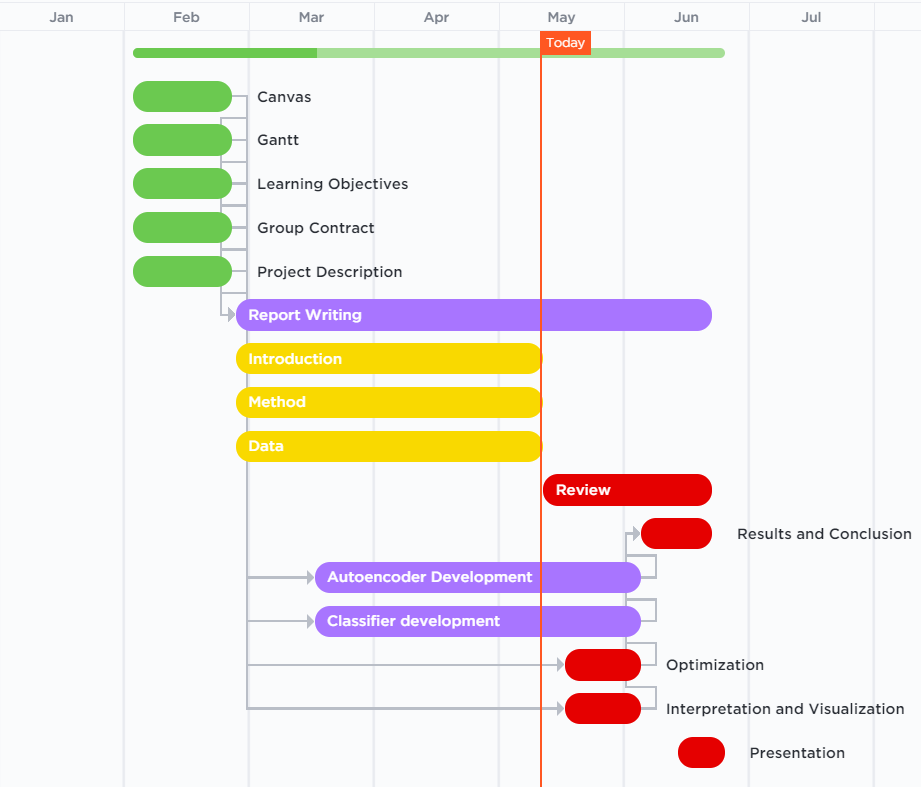 Jan Feb Mar Apr May Jun Jul
Today
Canvas
Gantt
Learning Objectives
Group Contract
Project Description
Report Writing
Introduction
Method
Data
Review
Results and Conclusion
Autoencoder Development
Classifier development
Optimization
Interpretation and Visualization
Presentation